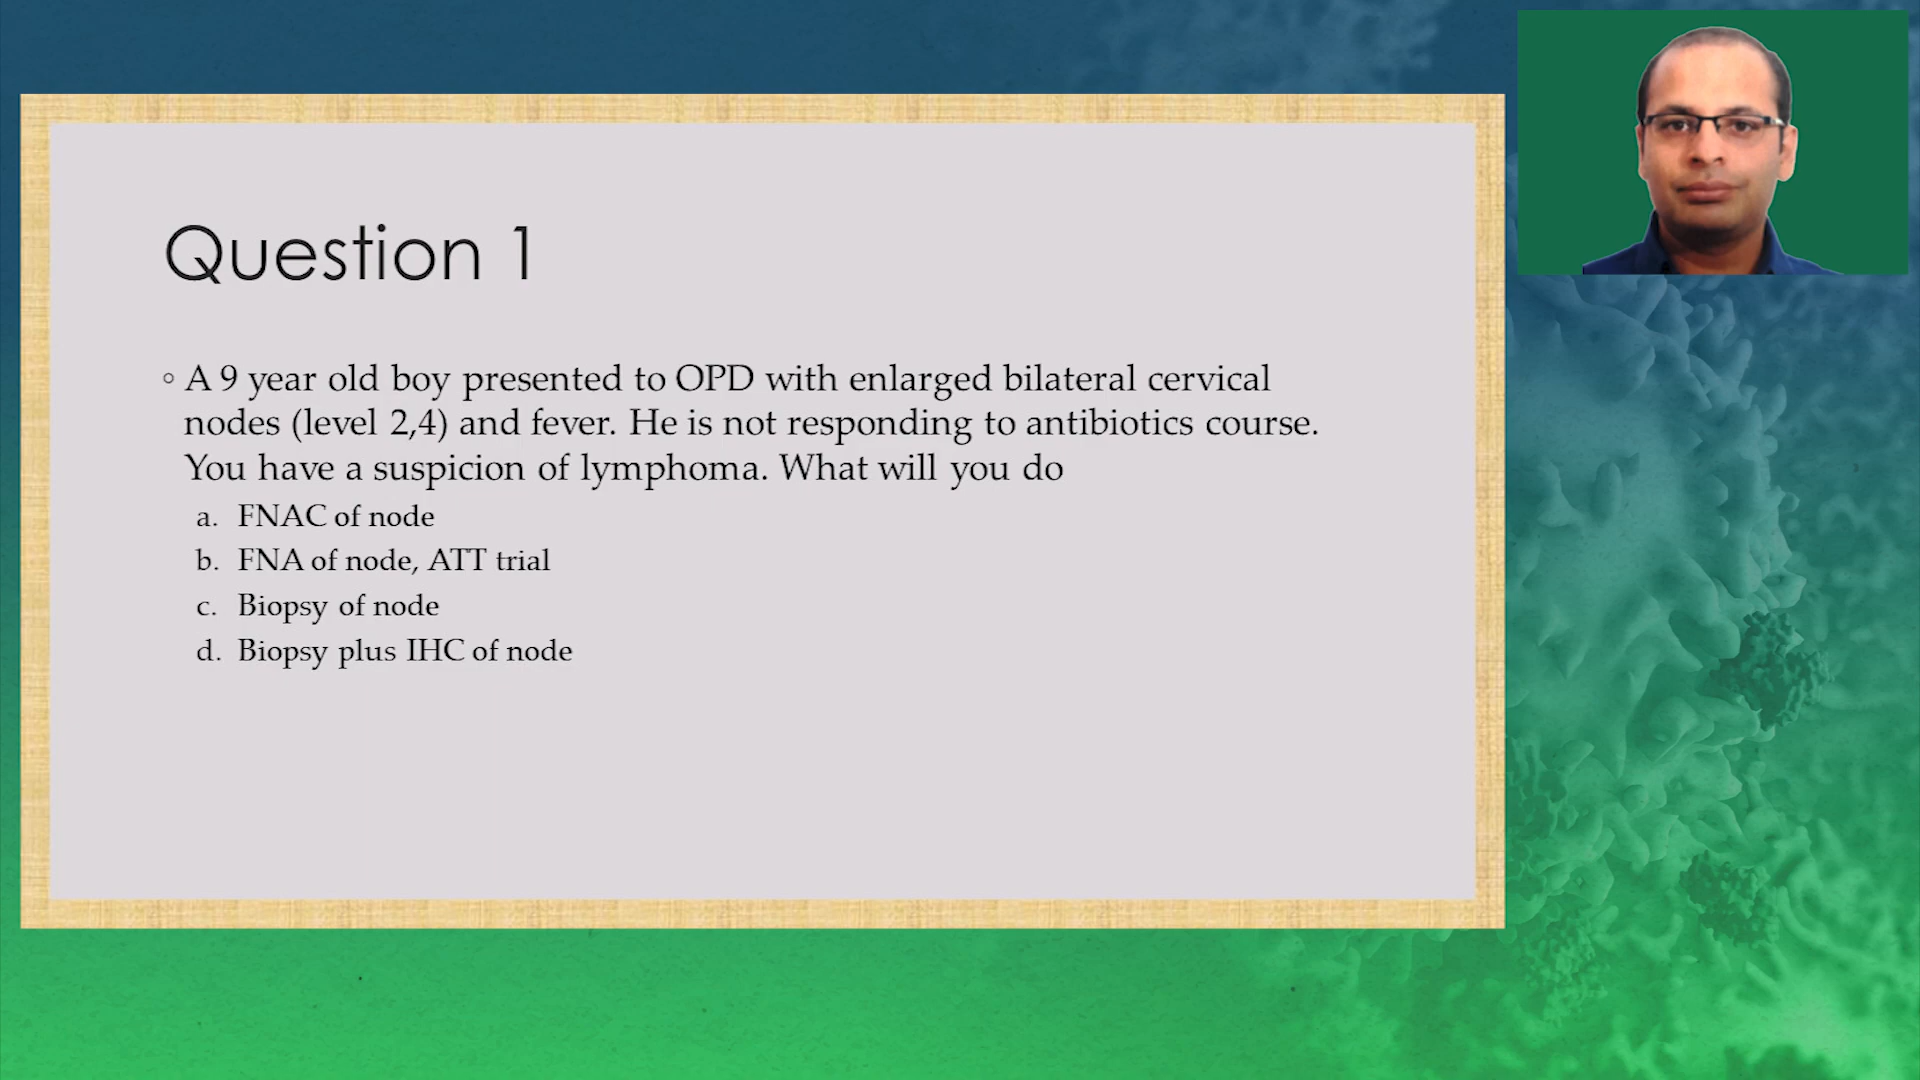 Question 1
◦ A 9 year old boy presented to OPD with enlarged bilateral cervical
nodes (level 2,4) and fever. He is not responding to antibiotics course.
You have a suspicion of lymphoma. What will you do
a. FNAC of node
b. FNA of node, ATT trial
c. Biopsy of node
d. Biopsy plus IHC of node